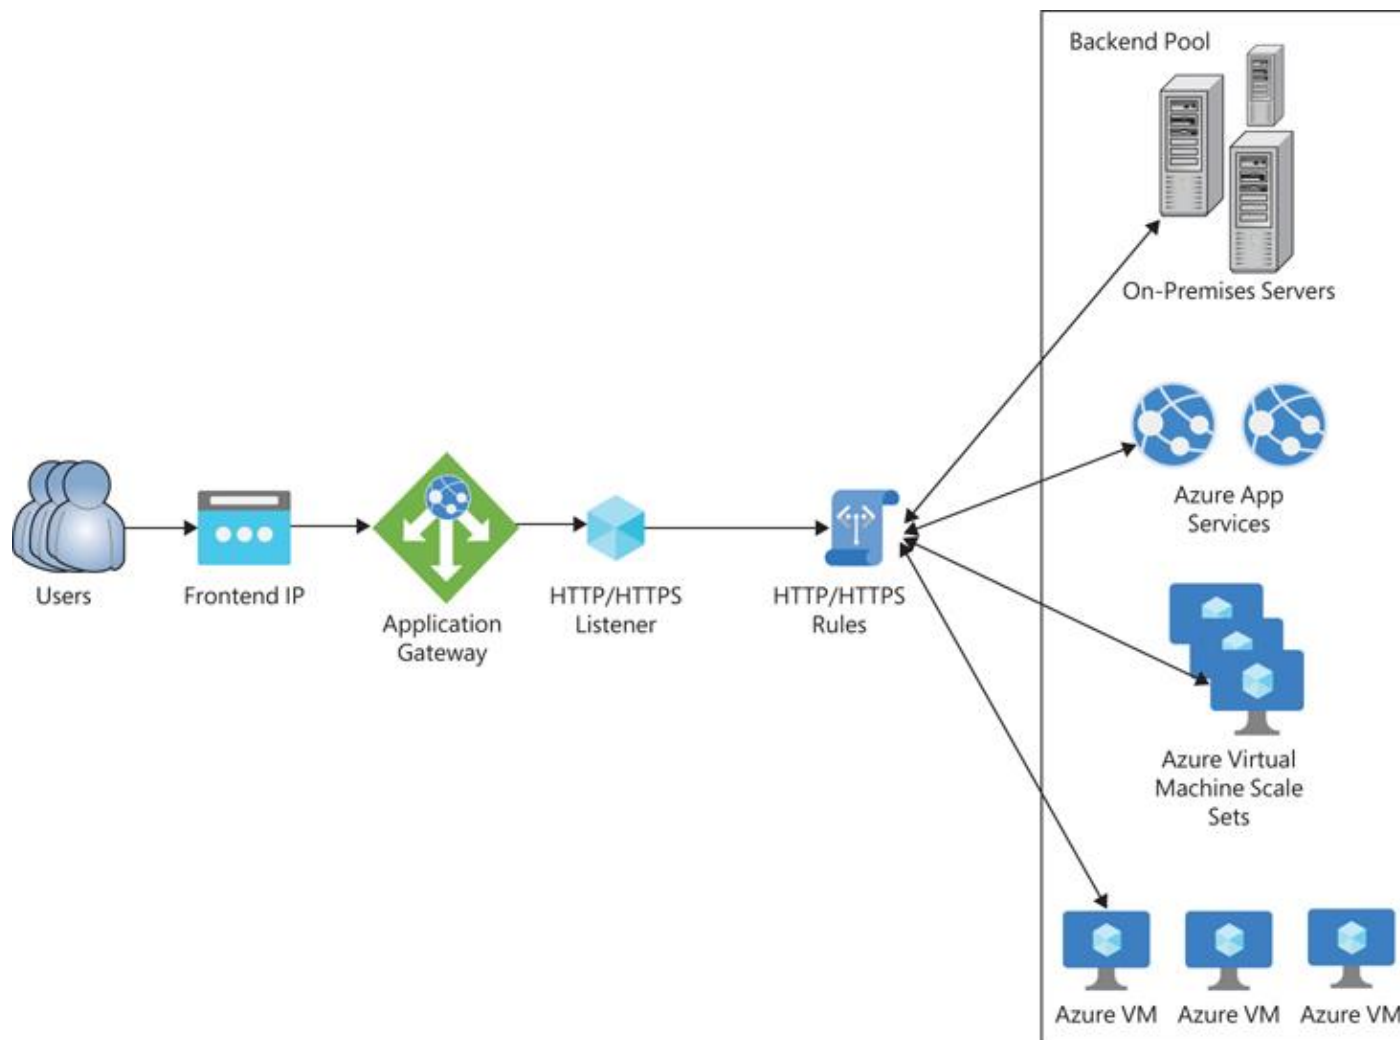 Backend Pool
On-Premises Servers
Azure App
Services
Users
Frontend IP
Application
Gateway
HTTP/HTTPS
Listener
HTTP/HTTPS
Rules
Azure Virtual
Machine Scale
Sets
Azure VM
Azure VM
Azure VM